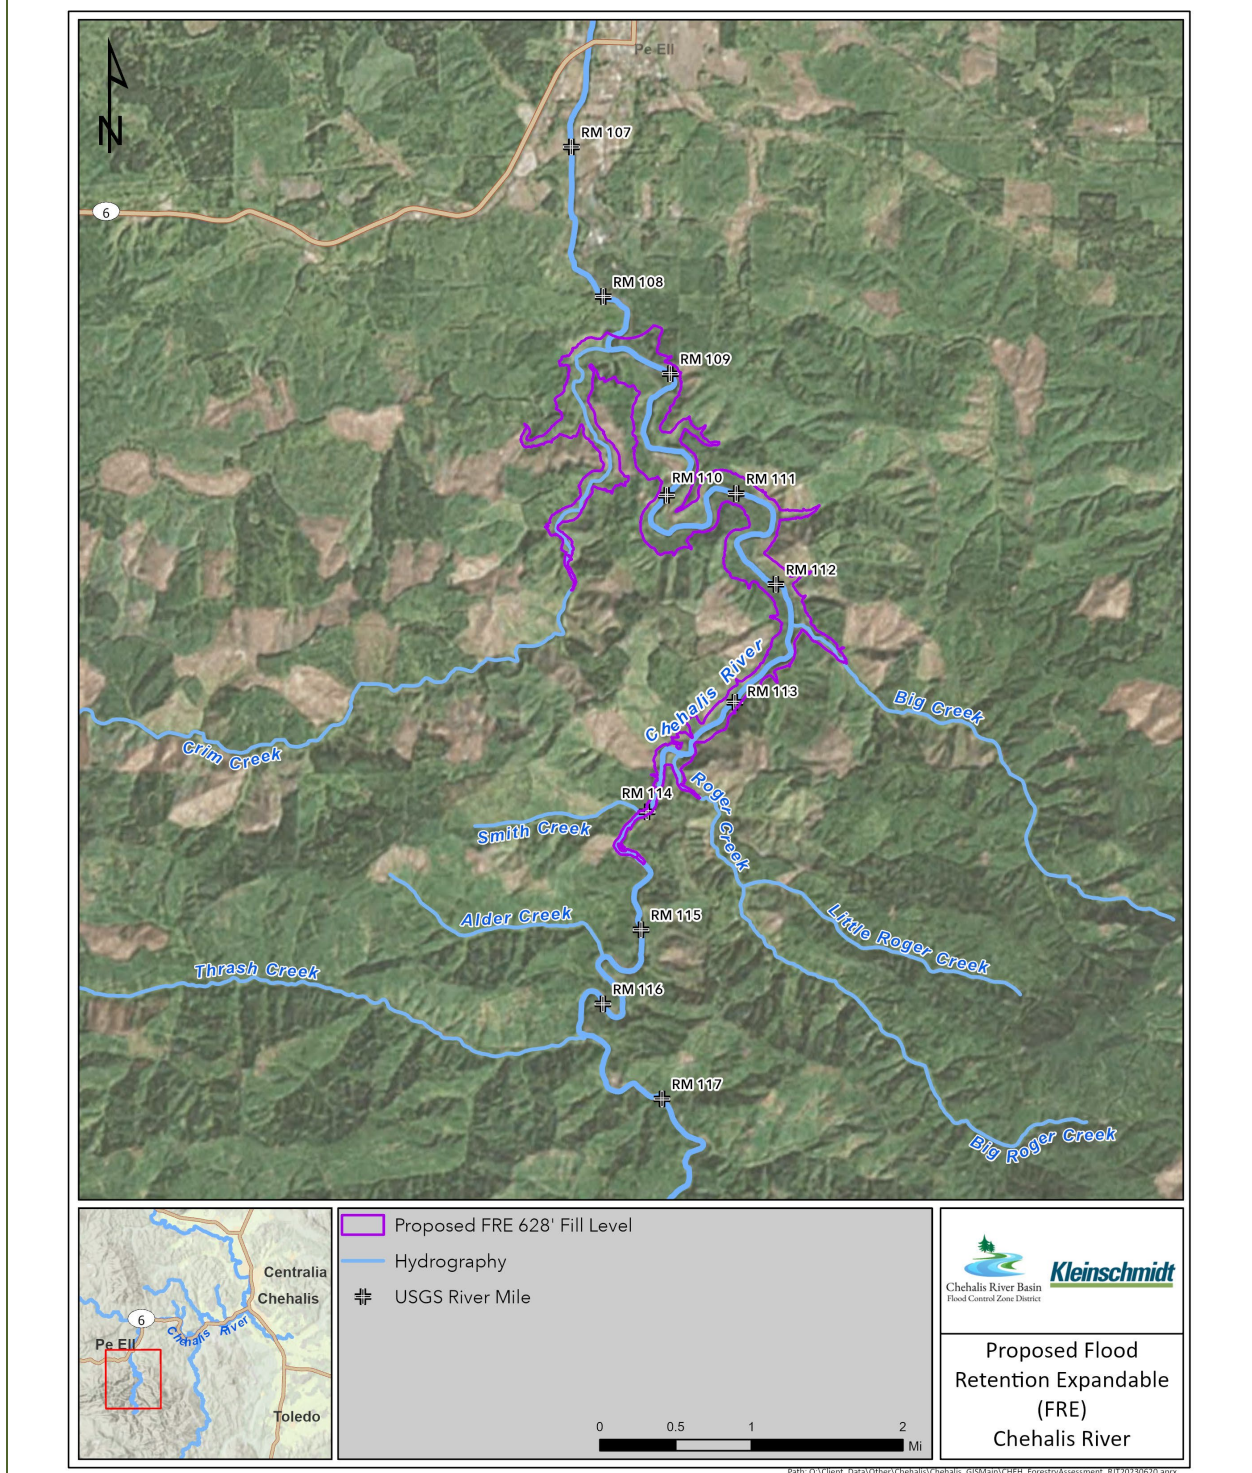 Pe Ell
N
RM 107
6
RM 108
RM 109
RM 110
RM 111
RM 112
Chehalis River
RM 113
Big Creek
Crim Creek
Roger Creek
RM 114
Smith Creek
Alder Creek
RM 115
Little Roger Creek
Thrash Creek
RM 116
RM 117
Big Roger Creek
Centralia
Chehalis
6
Chehalis River
Pe Ell
Toledo
Proposed FRE 628' Fill Level
Hydrography
USGS River Mile
0 0.5 1 2
Mi
Chehalis River Basin
Flood Control Zone District
Kleinschmidt
Proposed Flood
Retention Expandable
(FRE)
Chehalis River